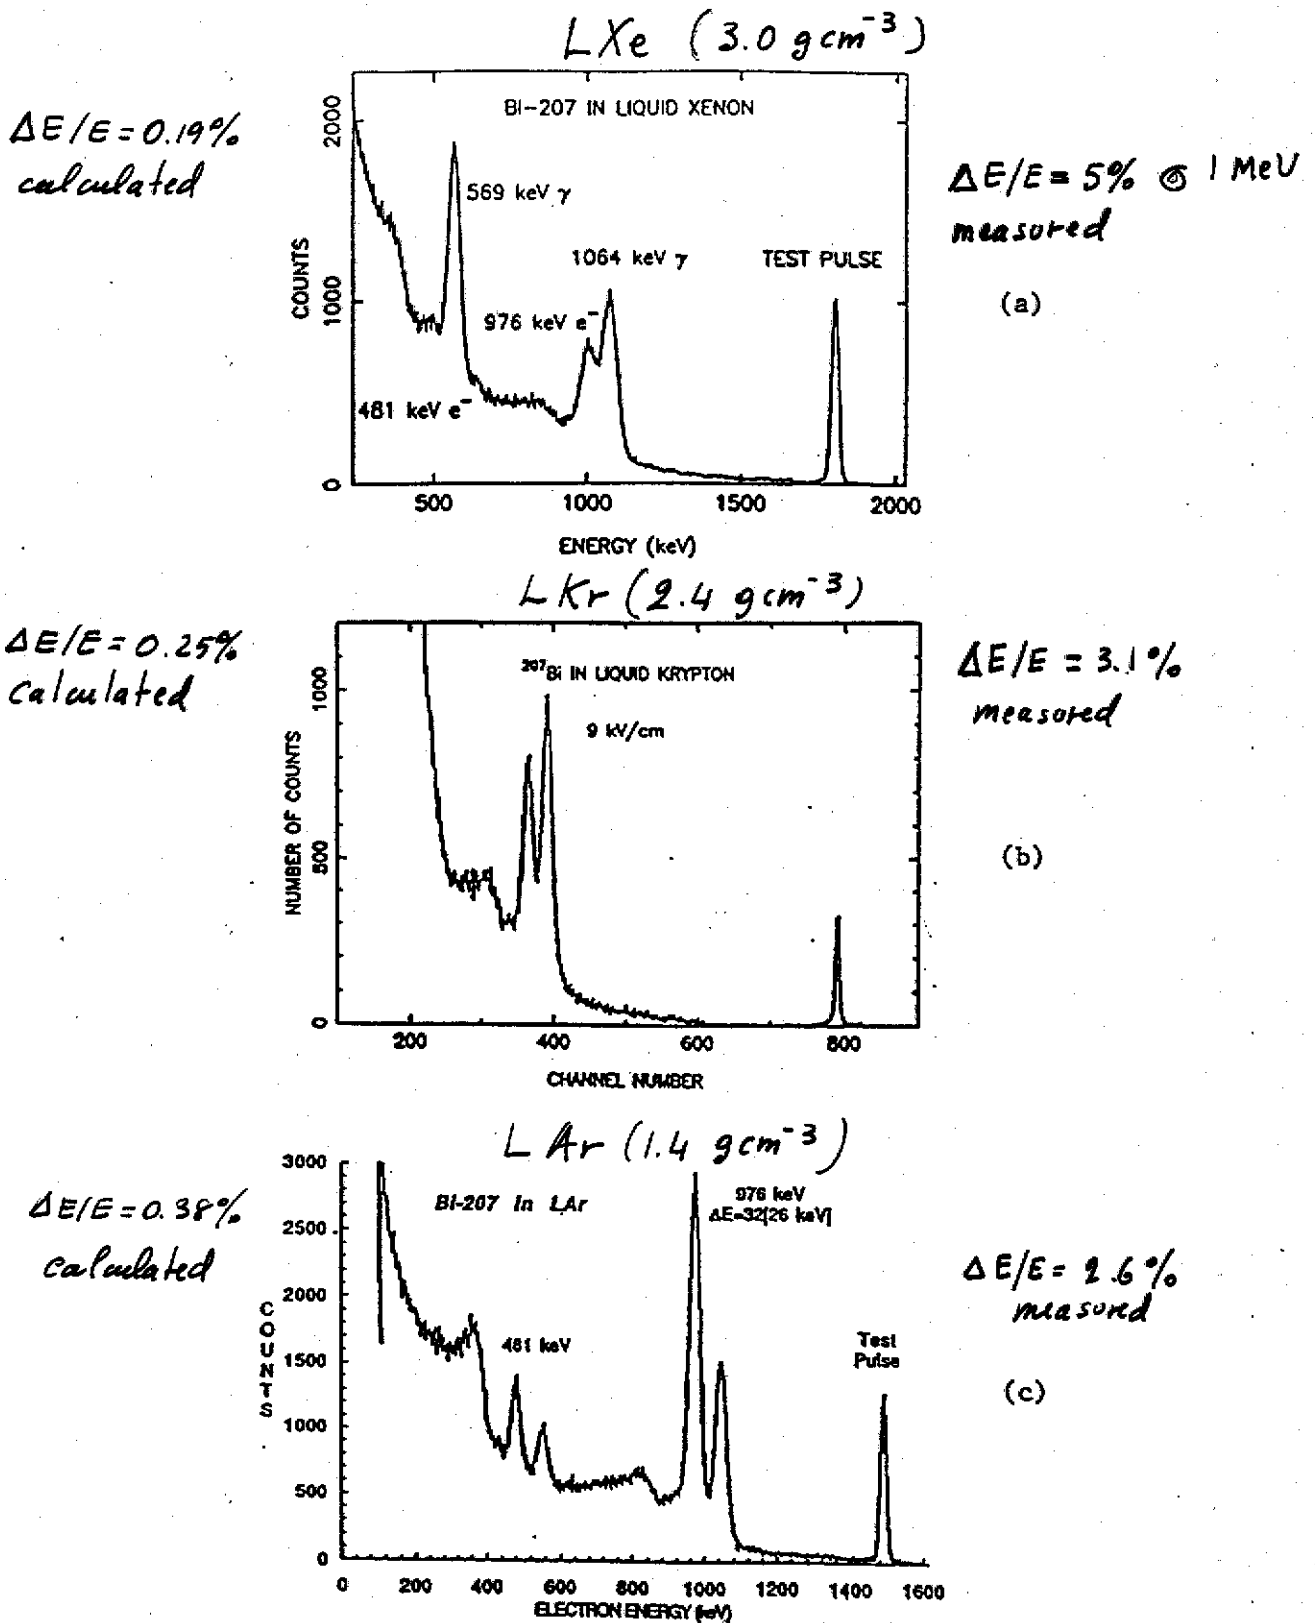 LXe (3.0 g cm⁻³)
ΔE/E = 0.19%
calculated
BI-207 IN LIQUID XENON
569 keV γ
1064 keV γ
TEST PULSE
976 keV e⁻
481 keV e⁻
COUNTS
2000
1000
0
500
1000
1500
2000
ENERGY (keV)
ΔE/E = 5% @ 1 MeV
measured
(a)
LKr (2.4 g cm⁻³)
ΔE/E = 0.25%
Calculated
²⁰⁷Bi IN LIQUID KRYPTON
9 kV/cm
NUMBER OF COUNTS
1000
500
0
200
400
600
800
CHANNEL NUMBER
ΔE/E = 3.1%
measured
(b)
LAr (1.4 g cm⁻³)
ΔE/E = 0.38%
calculated
Bi-207 In LAr
976 keV
ΔE=32[26 keV]
481 keV
Test
Pulse
COUNTS
3000
2500
2000
1500
1000
500
0
0
200
400
600
800
1000
1200
1400
1600
ELECTRON ENERGY (keV)
ΔE/E = 2.6%
measured
(c)